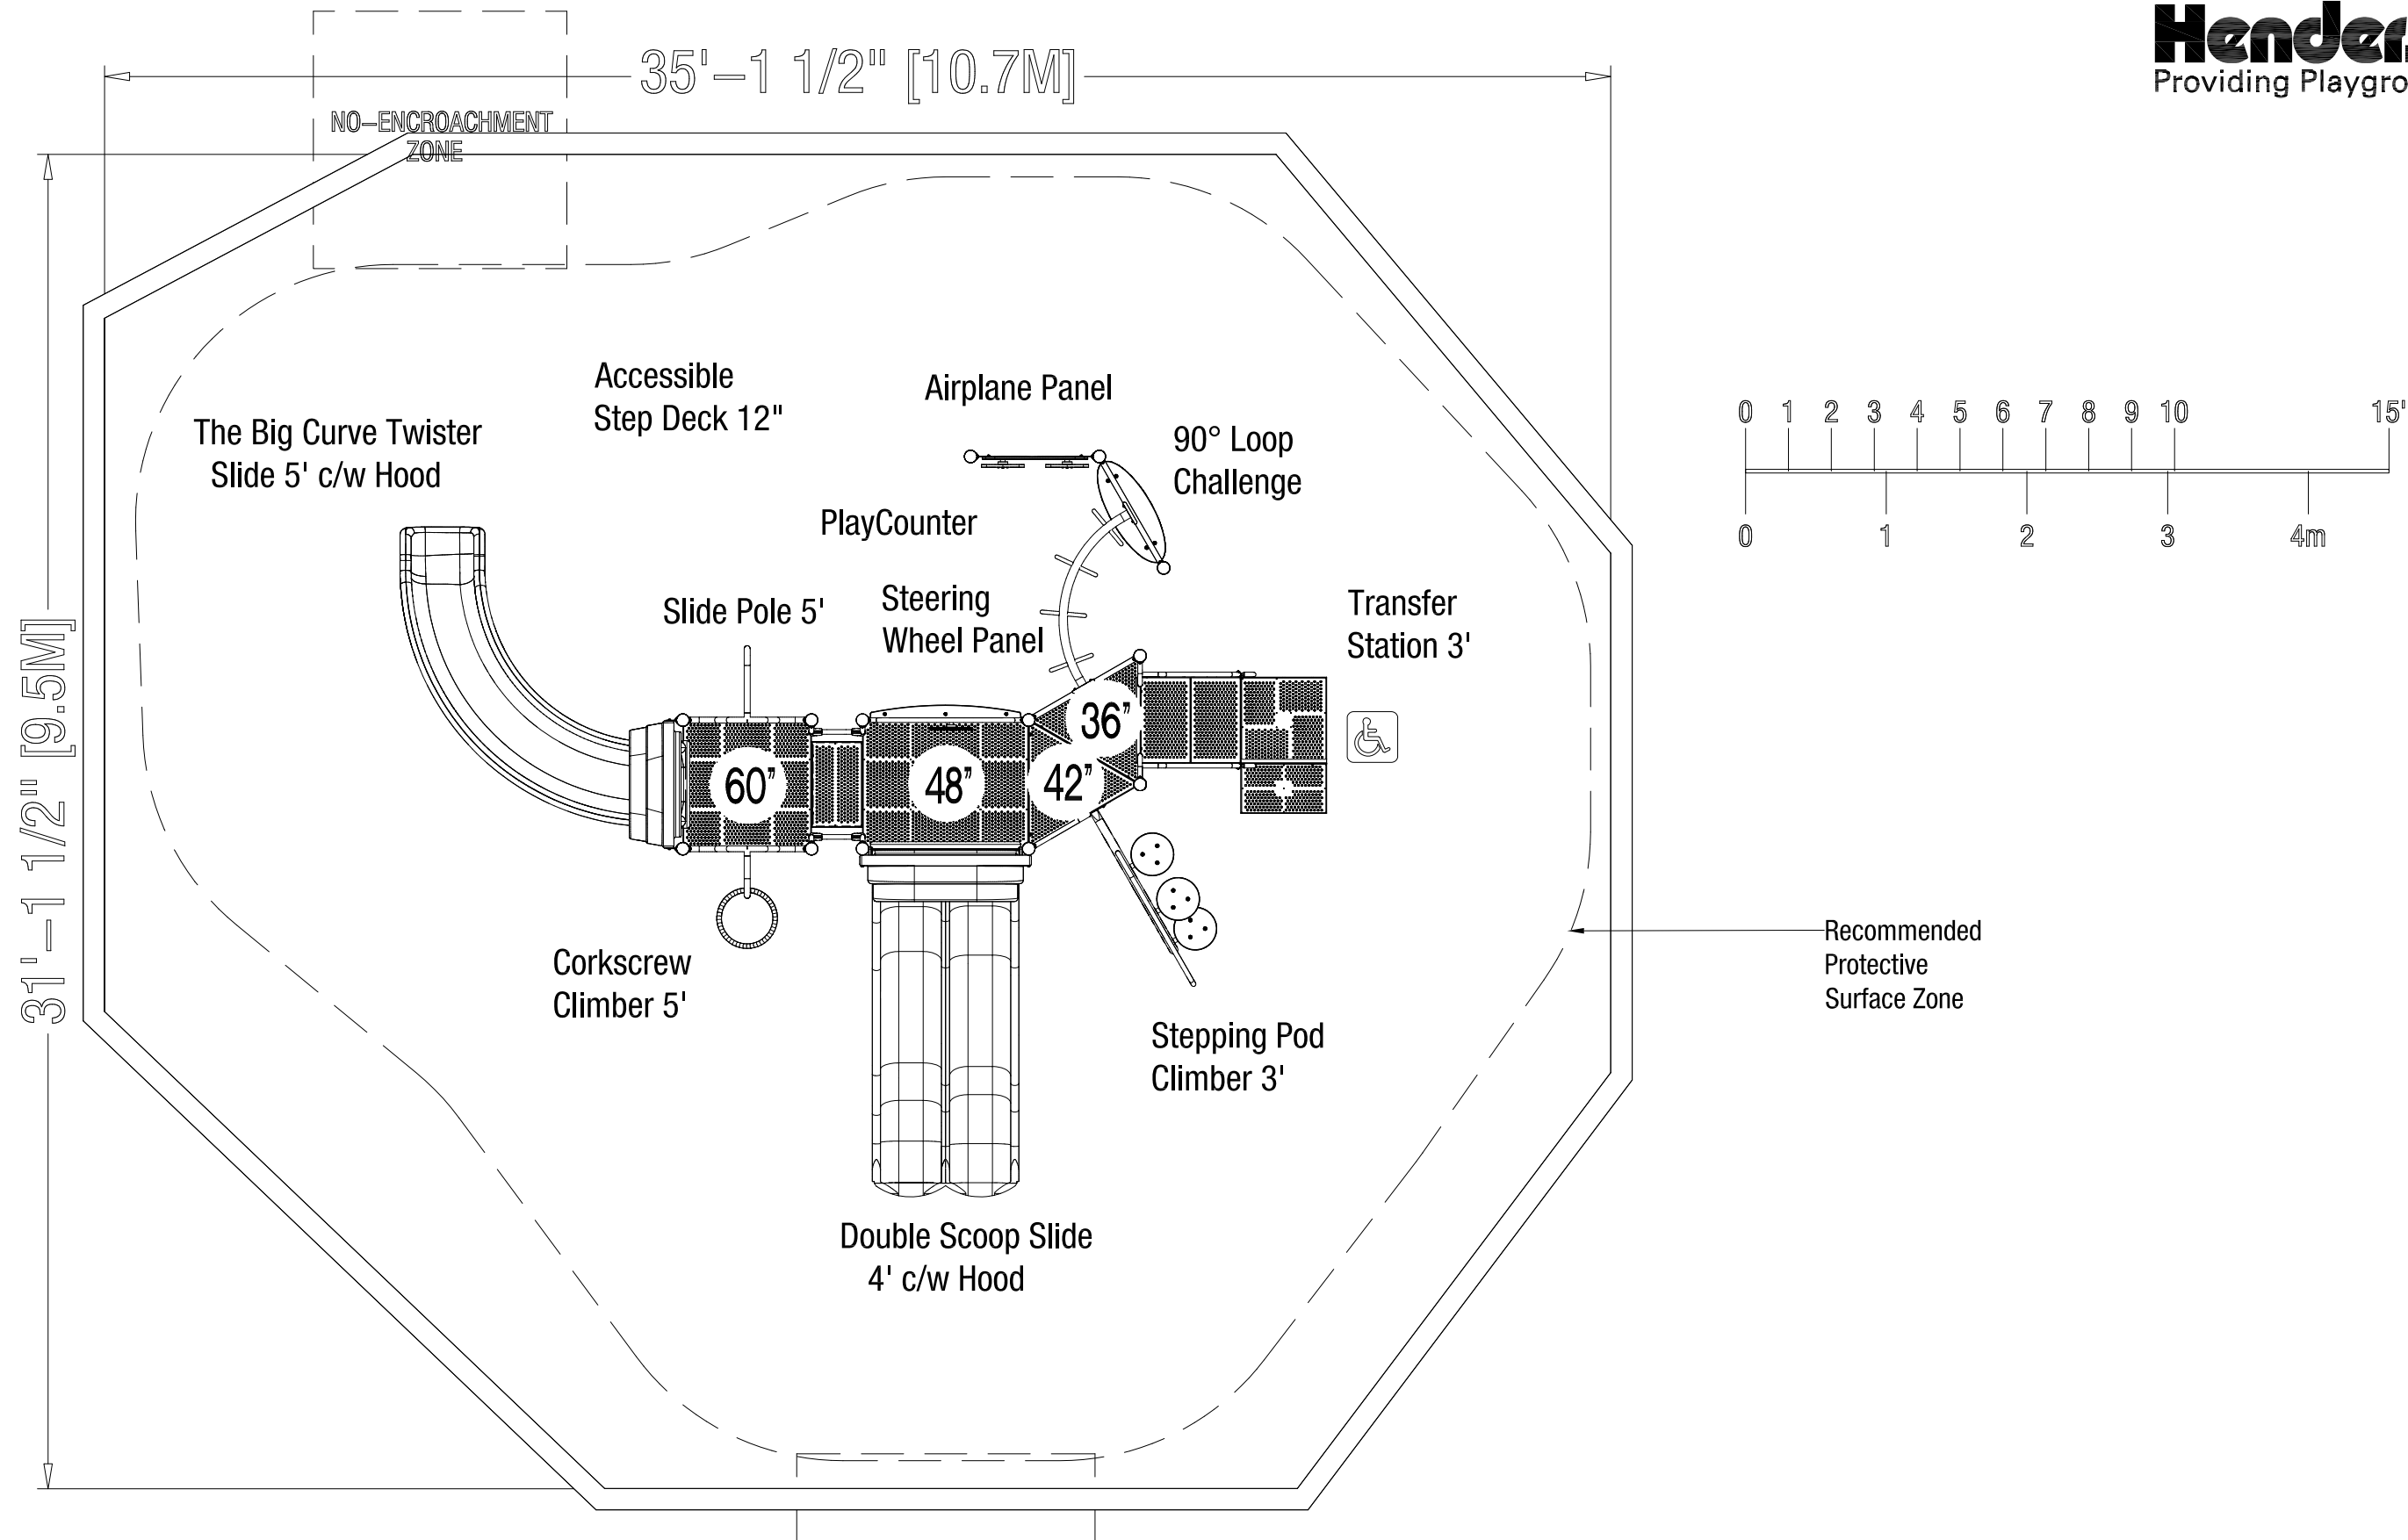 Providing
35'–1 1/2" [10.7M]
NO–ENCROACHMENT
ZONE
31'–1 1/2" [9.5M]
The Big Curve Twister
Slide 5' c/w Hood
Accessible
Step Deck 12"
Airplane Panel
90° Loop
Challenge
PlayCounter
Slide Pole 5'
Steering
Wheel Panel
Transfer
Station 3'
60"
48"
42"
36"
Corkscrew
Climber 5'
Stepping Pod
Climber 3'
Double Scoop Slide
4' c/w Hood
0 1 2 3 4 5 6 7 8 9 10 15'
0 1 2 3 4m
Recommended
Protective
Surface Zone